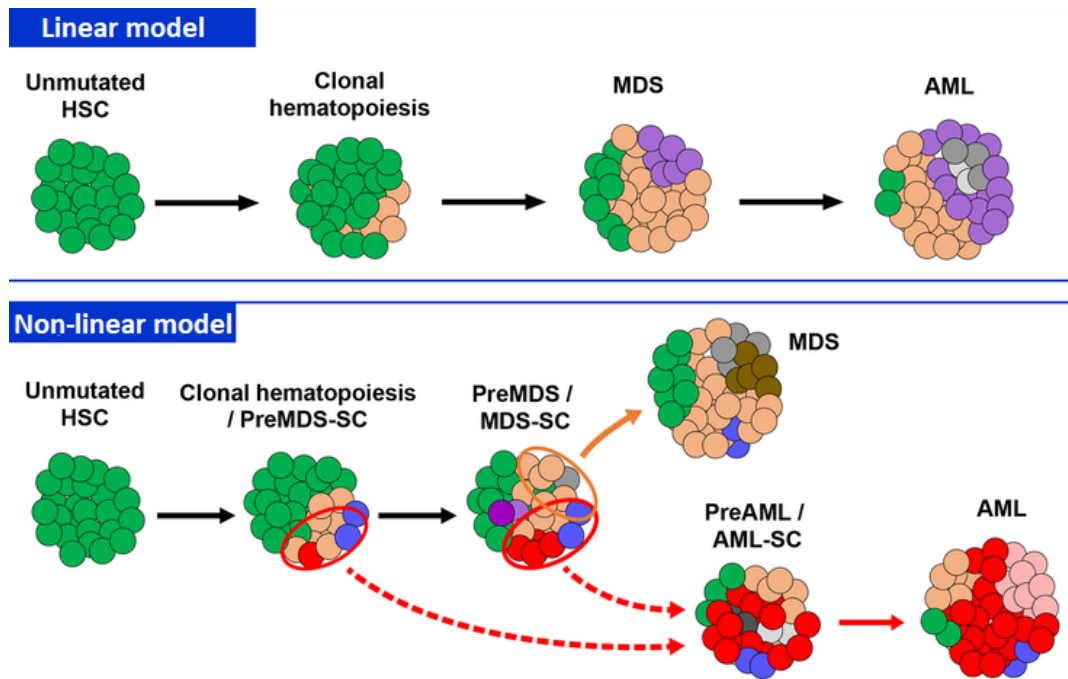 Linear model
Unmutated
HSC
Clonal
hematopoiesis
MDS
AML
Non-linear model
Unmutated
HSC
Clonal hematopoiesis
/ PreMDS-SC
PreMDS /
MDS-SC
MDS
PreAML /
AML-SC
AML